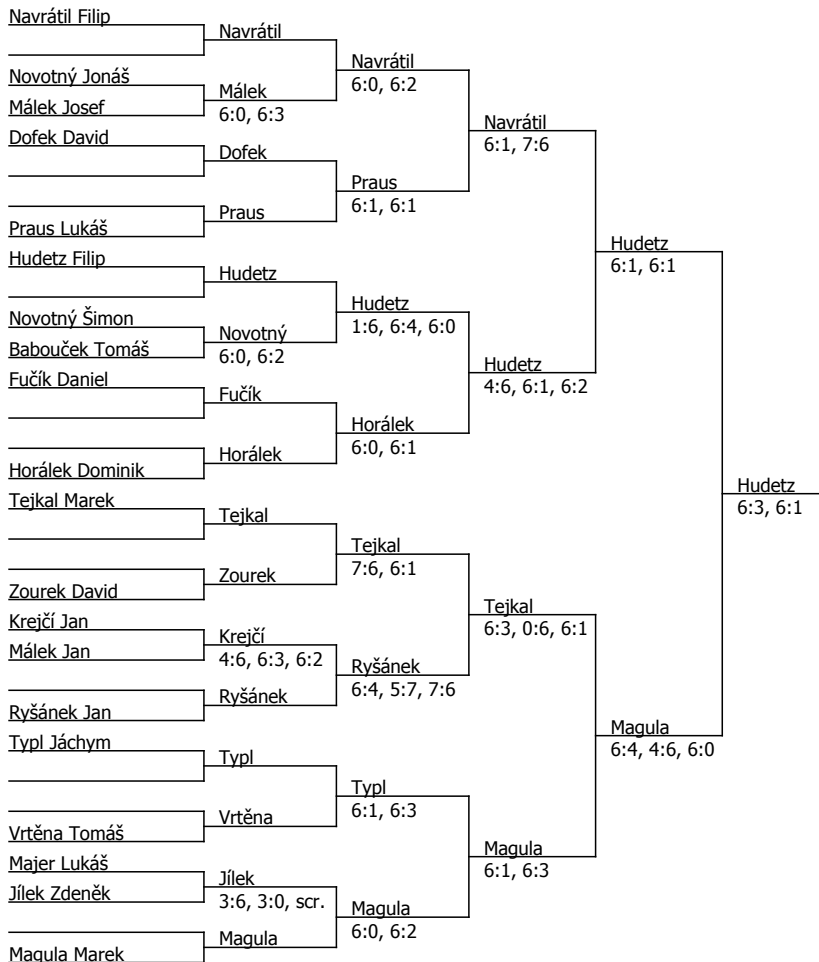 Navrátil Filip
Novotný Jonáš
Málek Josef
Dofek David
Praus Lukáš
Hudetz Filip
Novotný Šimon
Babouček Tomáš
Fučík Daniel
Horálek Dominik
Tejkal Marek
Zourek David
Krejčí Jan
Málek Jan
Ryšánek Jan
Typl Jáchym
Vrtěna Tomáš
Majer Lukáš
Jílek Zdeněk
Magula Marek
Navrátil
Málek
6:0, 6:3
Dofek
Praus
Hudetz
Novotný
6:0, 6:2
Fučík
Horálek
Tejkal
Zourek
Krejčí
4:6, 6:3, 6:2
Ryšánek
Typl
Vrtěna
Jílek
3:6, 3:0, scr.
Magula
Navrátil
6:0, 6:2
Praus
6:1, 6:1
Hudetz
1:6, 6:4, 6:0
Horálek
6:0, 6:1
Tejkal
7:6, 6:1
Ryšánek
6:4, 5:7, 7:6
Typl
6:1, 6:3
Magula
6:0, 6:2
Navrátil
6:1, 7:6
Hudetz
4:6, 6:1, 6:2
Tejkal
6:3, 0:6, 6:1
Magula
6:1, 6:3
Hudetz
6:1, 6:1
Magula
6:4, 4:6, 6:0
Hudetz
6:3, 6:1